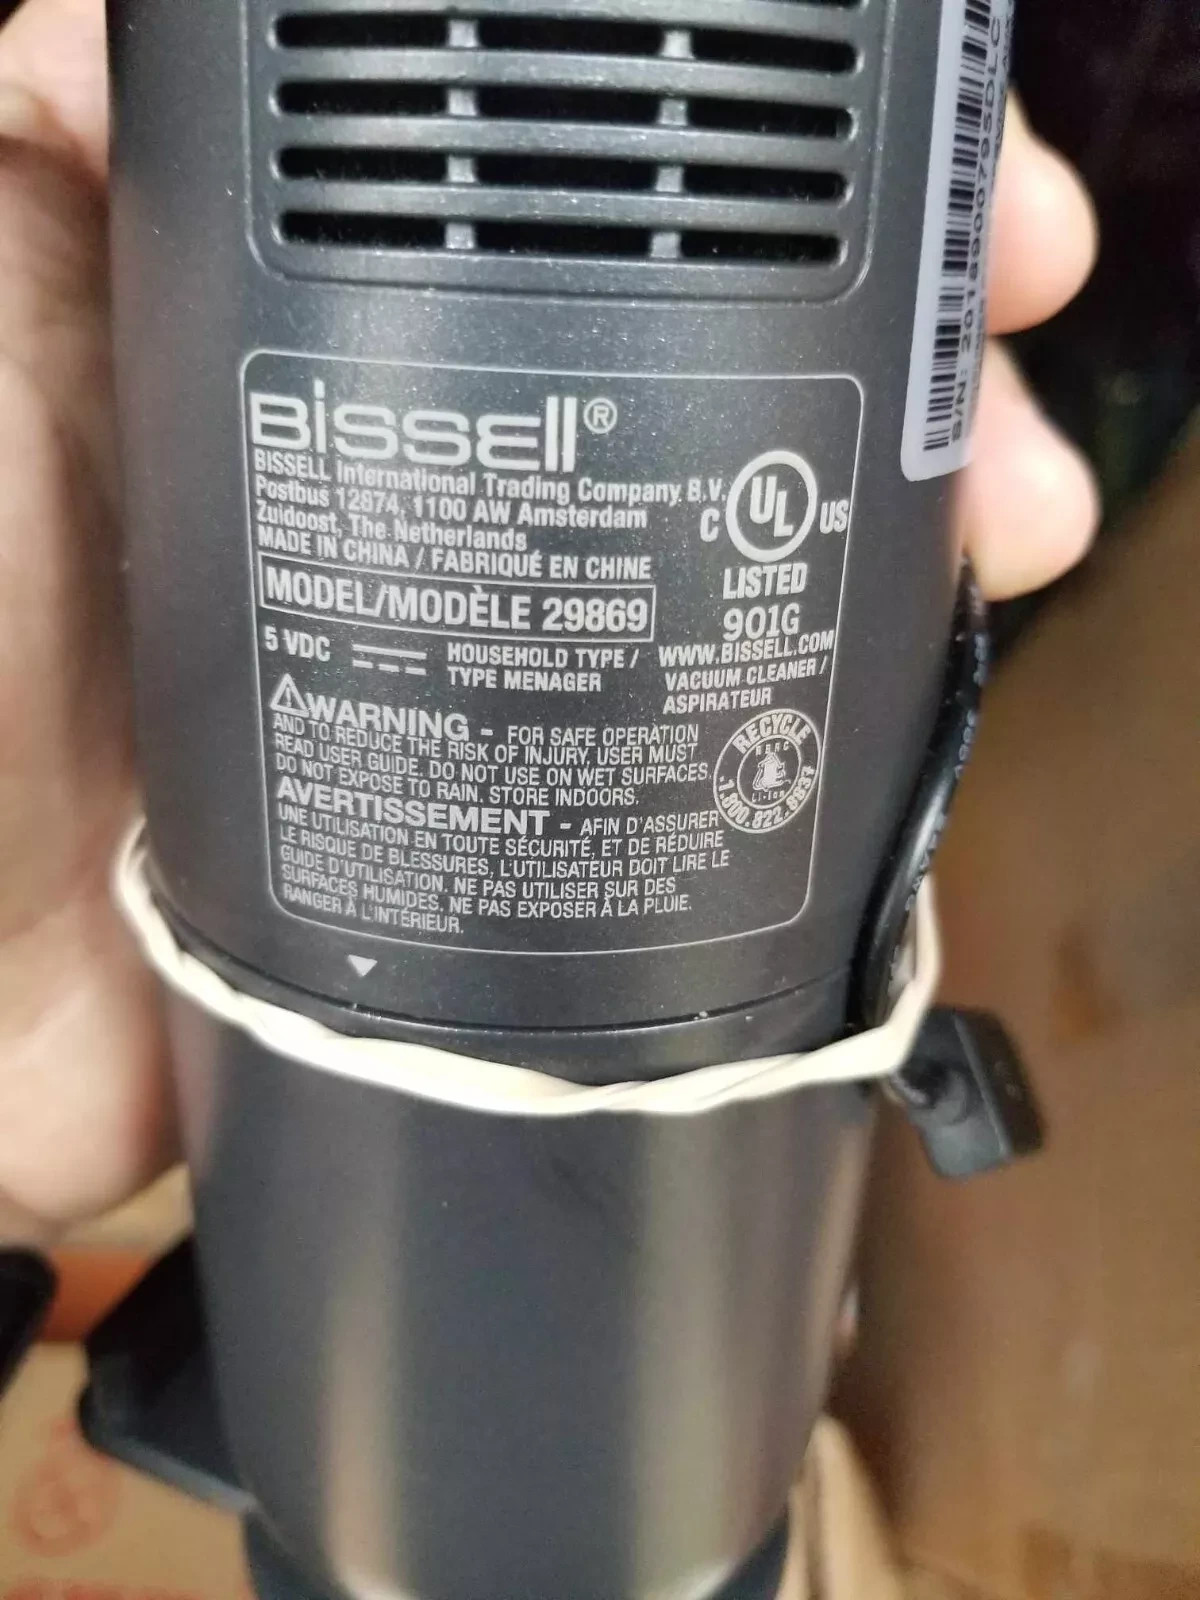 Bissell®
BISSELL International Trading Company B.V.
Postbus 12874, 1100 AW Amsterdam
Zuidoost, The Netherlands
MADE IN CHINA / FABRIQUÉ EN CHINE
MODEL/MODÈLE 29869
C UL US
LISTED
901G
5 VDC
HOUSEHOLD TYPE /
TYPE MENAGER
WWW.BISSELL.COM
VACUUM CLEANER /
ASPIRATEUR
WARNING - FOR SAFE OPERATION
AND TO REDUCE THE RISK OF INJURY, USER MUST
READ USER GUIDE. DO NOT USE ON WET SURFACES.
DO NOT EXPOSE TO RAIN. STORE INDOORS.
AVERTISSEMENT - AFIN D'ASSURER
UNE UTILISATION EN TOUTE SÉCURITÉ, ET DE RÉDUIRE
LE RISQUE DE BLESSURES, L'UTILISATEUR DOIT LIRE LE
GUIDE D'UTILISATION. NE PAS UTILISER SUR DES
SURFACES HUMIDES. NE PAS EXPOSER À LA PLUIE.
RANGER À L'INTÉRIEUR.
RECYCLE
RBRC
Li-Ion
1.800.822.8837
S/N: